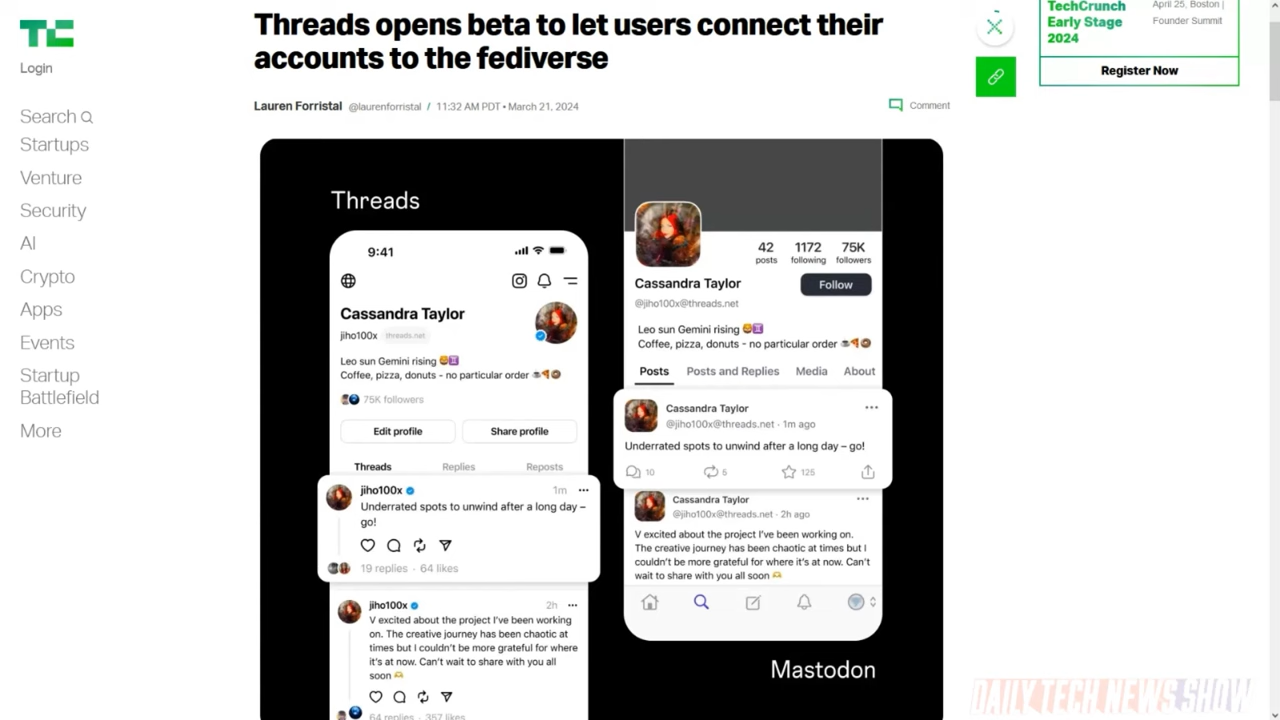 TC
Login
Search
Startups
Venture
Security
AI
Crypto
Apps
Events
Startup
Battlefield
More
Threads opens beta to let users connect their
accounts to the fediverse
Lauren Forristal @laurenforristal / 11:32 AM PDT • March 21, 2024
Comment
TechCrunch
Early Stage
2024
April 25, Boston |
Founder Summit
Register Now
Threads
9:41
Cassandra Taylor
jiho100x threads.net
Leo sun Gemini rising 😄♊
Coffee, pizza, donuts - no particular order ☕🍕🍩
75K followers
Edit profile Share profile
Threads Replies Reposts
jiho100x 1m
Underrated spots to unwind after a long day –
go!
19 replies · 64 likes
jiho100x 2h
V excited about the project I've been working
on. The creative journey has been chaotic at
times but I couldn't be more grateful for where
it's at now. Can't wait to share with you all
soon 🫶
64 replies · 357 likes
42 1172 75K
posts following followers
Cassandra Taylor
Follow
@jiho100x@threads.net
Leo sun Gemini rising 😄♊
Coffee, pizza, donuts - no particular order ☕🍕🍩
Posts Posts and Replies Media About
Cassandra Taylor
@jiho100x@threads.net · 1m ago
Underrated spots to unwind after a long day – go!
10 5 125
Cassandra Taylor
@jiho100x@threads.net · 2h ago
V excited about the project I've been working on.
The creative journey has been chaotic at times but I
couldn't be more grateful for where it's at now. Can't
wait to share with you all soon 🫶
Mastodon
DAILY TECH NEWS SHOW